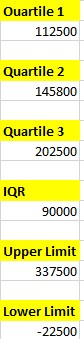 Quartile 1
112500
Quartile 2
145800
Quartile 3
202500
IQR
90000
Upper Limit
337500
Lower Limit
-22500